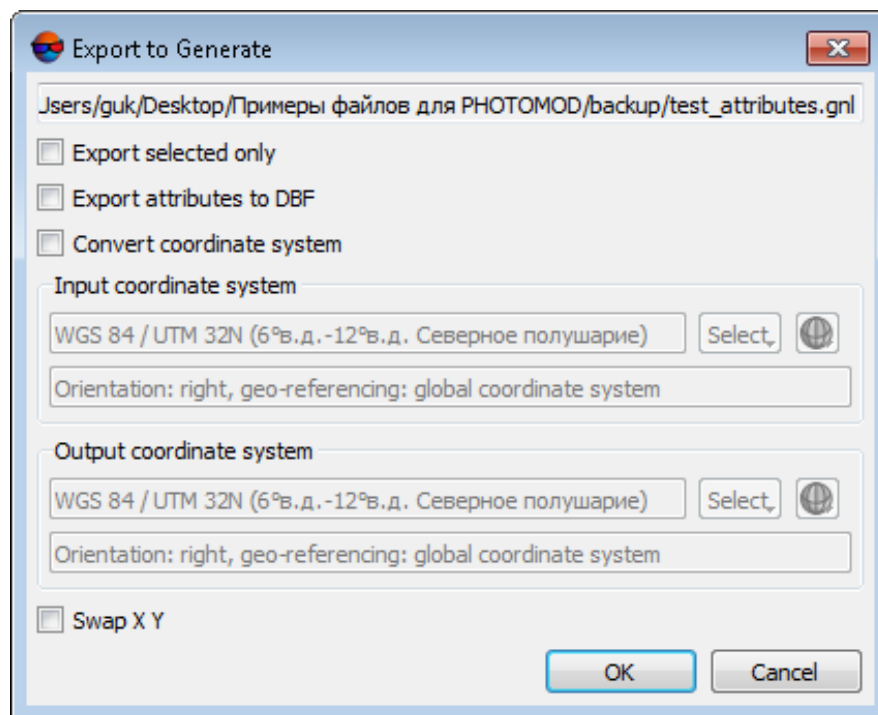 Export to Generate
Jsers/guk/Desktop/Примеры файлов для PHOTOMOD/backup/test_attributes.gnl
Export selected only
Export attributes to DBF
Convert coordinate system
Input coordinate system
WGS 84 / UTM 32N (6°в.д.-12°в.д. Северное полушарие) Select
Orientation: right, geo-referencing: global coordinate system
Output coordinate system
WGS 84 / UTM 32N (6°в.д.-12°в.д. Северное полушарие) Select
Orientation: right, geo-referencing: global coordinate system
Swap X Y
OK Cancel